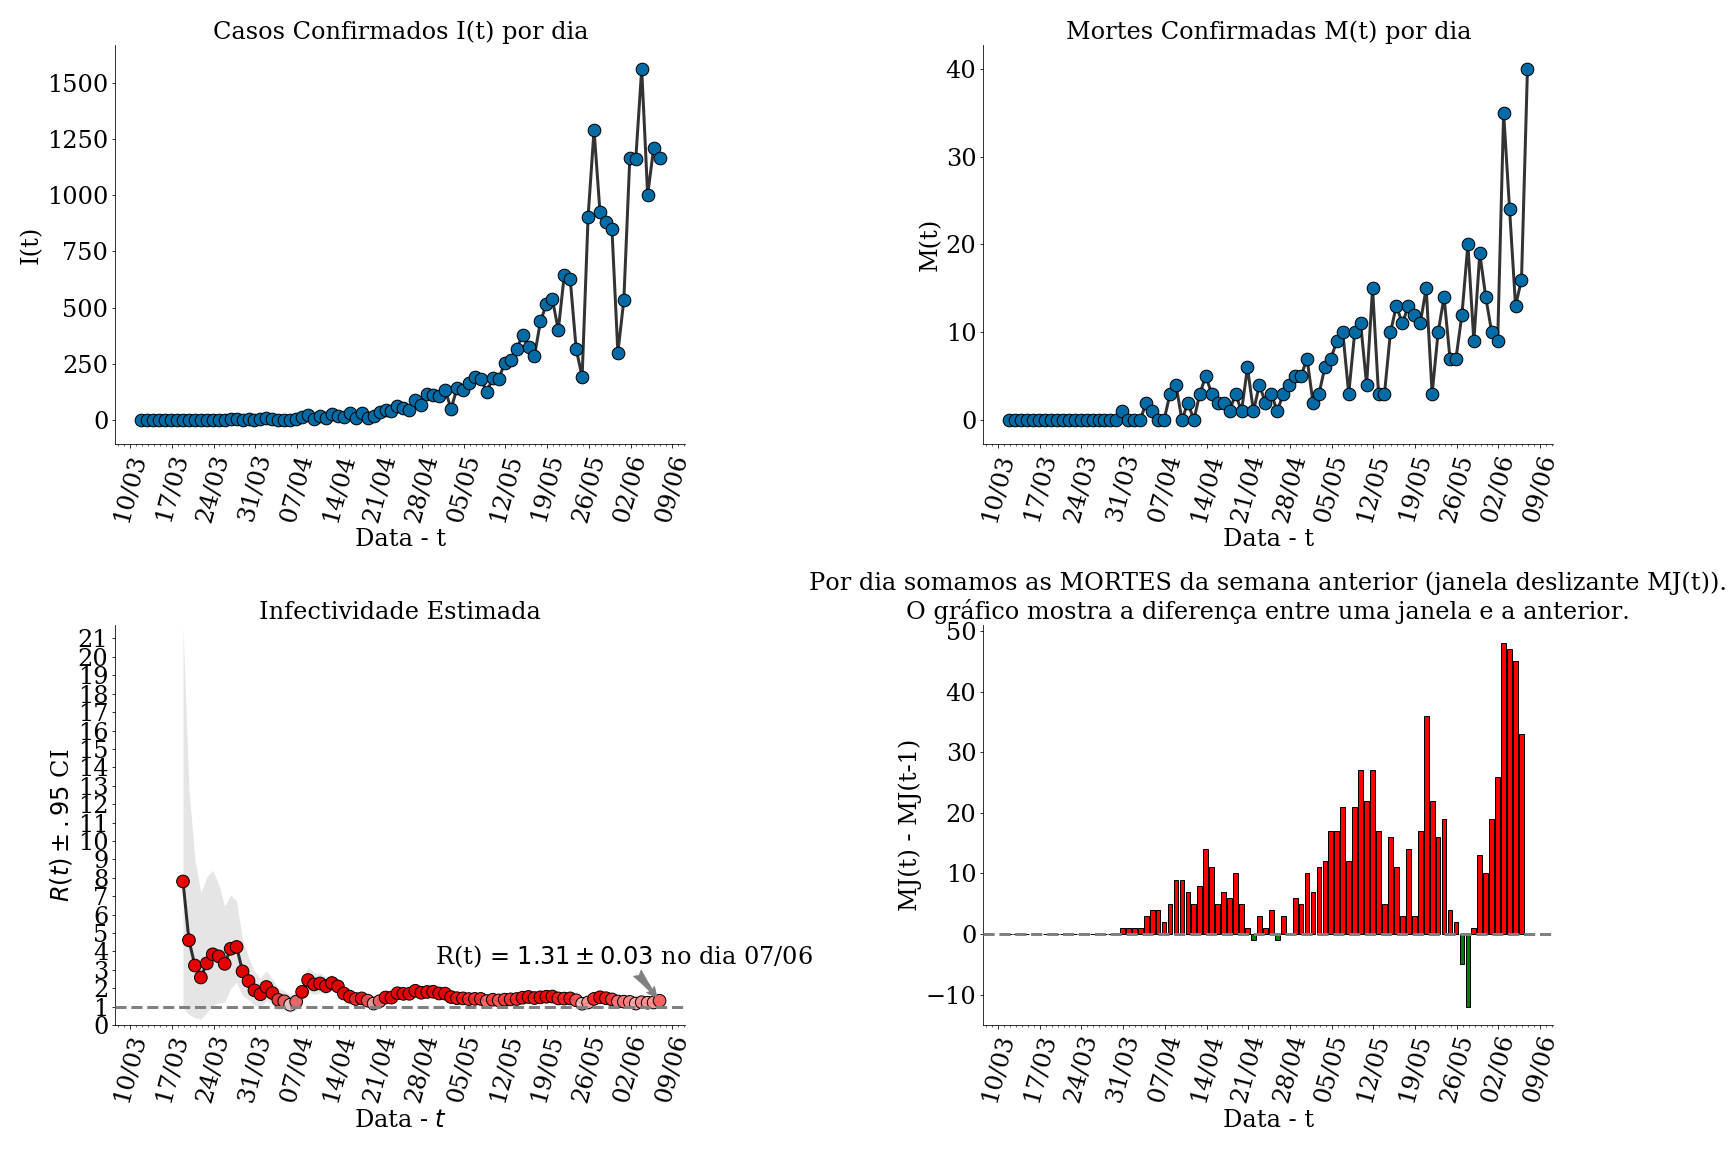 Casos Confirmados I(t) por dia
I(t)
1500
1250
1000
750
500
250
0
10/03 17/03 24/03 31/03 07/04 14/04 21/04 28/04 05/05 12/05 19/05 26/05 02/06 09/06
Data - t
Mortes Confirmadas M(t) por dia
M(t)
40
30
20
10
0
10/03 17/03 24/03 31/03 07/04 14/04 21/04 28/04 05/05 12/05 19/05 26/05 02/06 09/06
Data - t
Infectividade Estimada
R(t) ± .95 CI
21
20
19
18
17
16
15
14
13
12
11
10
9
8
7
6
5
4
3
2
1
0
R(t) = 1.31 ± 0.03 no dia 07/06
10/03 17/03 24/03 31/03 07/04 14/04 21/04 28/04 05/05 12/05 19/05 26/05 02/06 09/06
Data - t
Por dia somamos as MORTES da semana anterior (janela deslizante MJ(t)).
O gráfico mostra a diferença entre uma janela e a anterior.
MJ(t) - MJ(t-1)
50
40
30
20
10
0
−10
10/03 17/03 24/03 31/03 07/04 14/04 21/04 28/04 05/05 12/05 19/05 26/05 02/06 09/06
Data - t